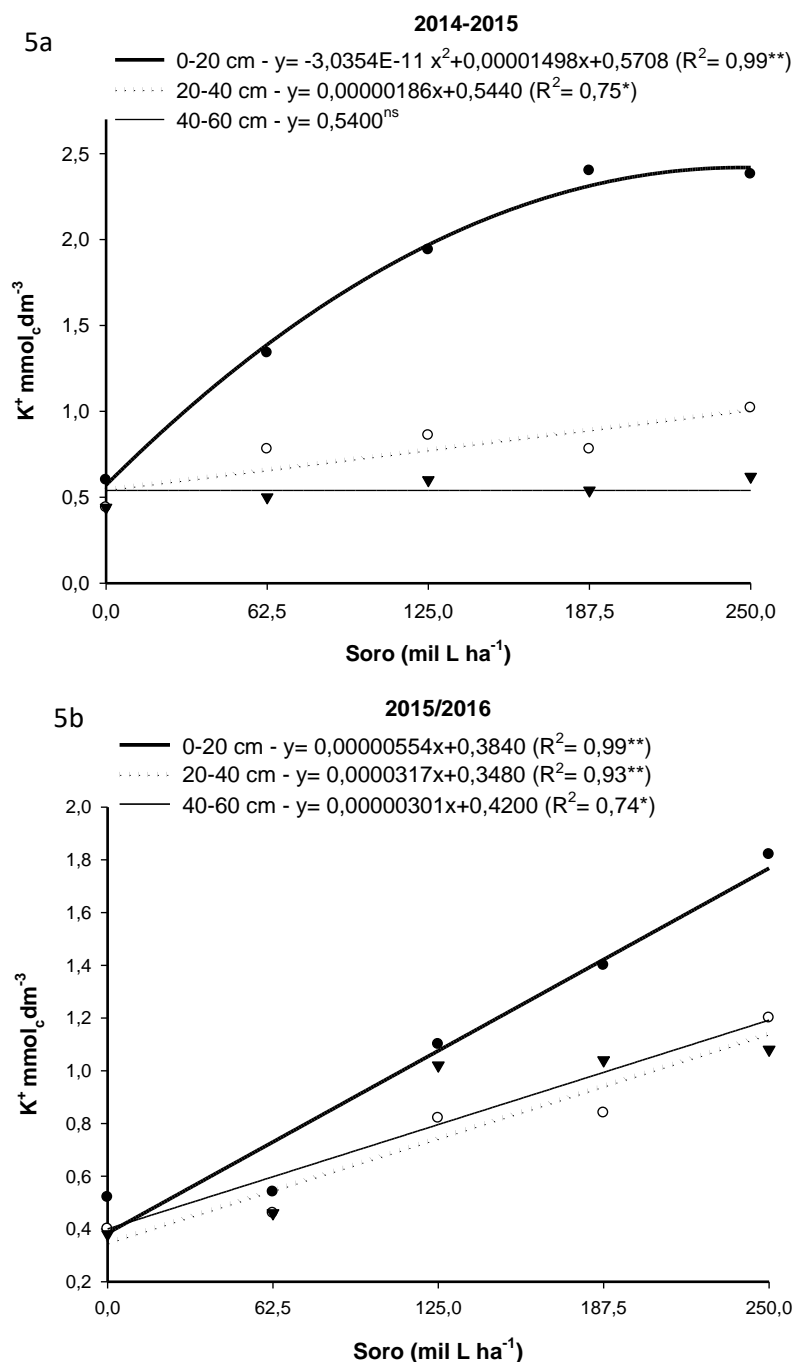 5a
2014-2015
0-20 cm - y= -3,0354E-11 x²+0,00001498x+0,5708 (R²= 0,99**)
20-40 cm - y= 0,00000186x+0,5440 (R²= 0,75*)
40-60 cm - y= 0,5400ⁿˢ
2,5
2,0
1,5
1,0
0,5
0,0
K⁺ mmol꜀dm⁻³
0,0 62,5 125,0 187,5 250,0
Soro (mil L ha⁻¹)
5b
2015/2016
0-20 cm - y= 0,00000554x+0,3840 (R²= 0,99**)
20-40 cm - y= 0,0000317x+0,3480 (R²= 0,93**)
40-60 cm - y= 0,00000301x+0,4200 (R²= 0,74*)
2,0
1,8
1,6
1,4
1,2
1,0
0,8
0,6
0,4
0,2
K⁺ mmol꜀dm⁻³
0,0 62,5 125,0 187,5 250,0
Soro (mil L ha⁻¹)